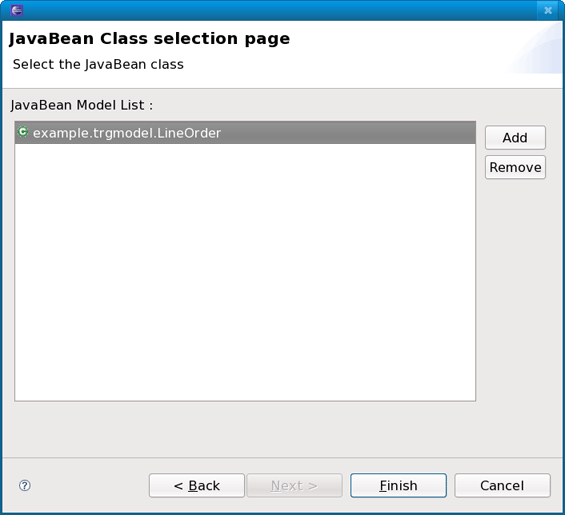 JavaBean Class selection page
Select the JavaBean class
JavaBean Model List :
example.trgmodel.LineOrder
Add
Remove
< Back
Next >
Finish
Cancel